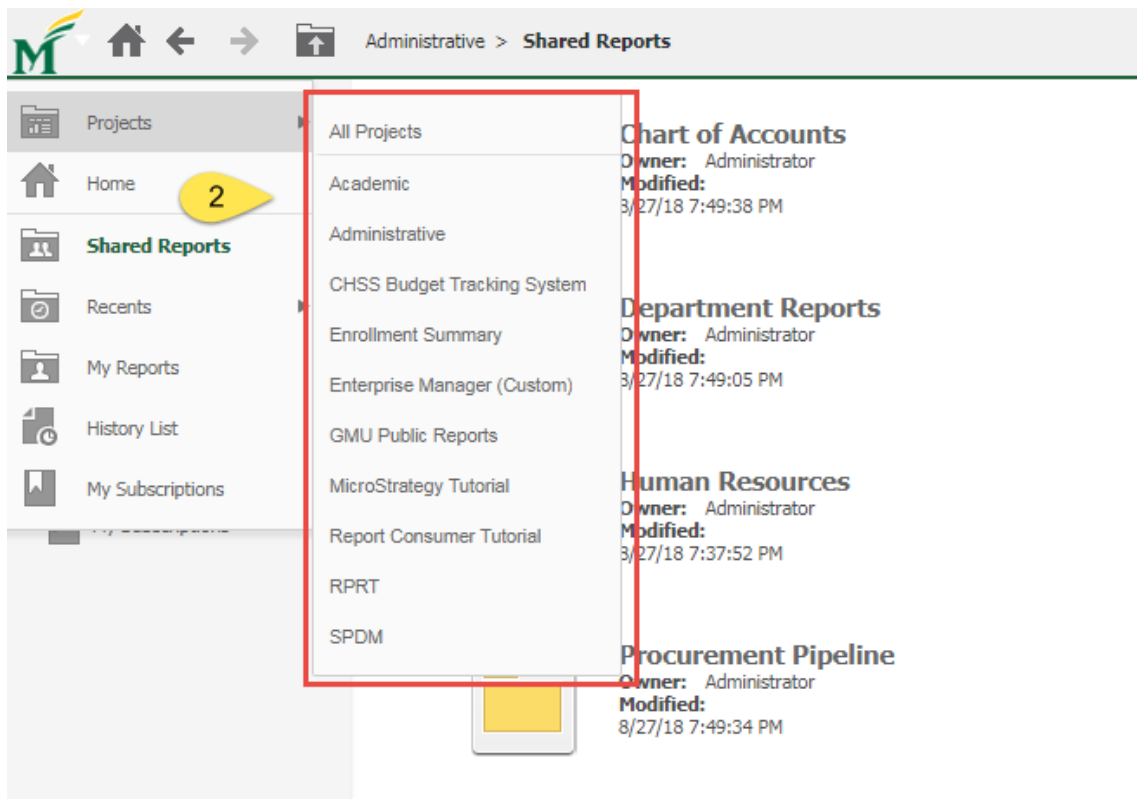 M
Administrative > Shared Reports
Projects
Home
Shared Reports
Recents
My Reports
History List
My Subscriptions
2
All Projects
Academic
Administrative
CHSS Budget Tracking System
Enrollment Summary
Enterprise Manager (Custom)
GMU Public Reports
MicroStrategy Tutorial
Report Consumer Tutorial
RPRT
SPDM
Chart of Accounts
Owner: Administrator
Modified:
8/27/18 7:49:38 PM
Department Reports
Owner: Administrator
Modified:
8/27/18 7:49:05 PM
Human Resources
Owner: Administrator
Modified:
8/27/18 7:37:52 PM
Procurement Pipeline
Owner: Administrator
Modified:
8/27/18 7:49:34 PM